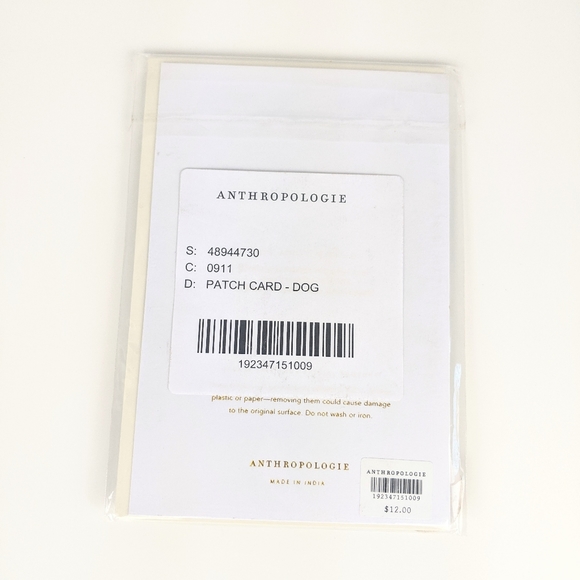 ANTHROPOLOGIE
S: 48944730
C: 0911
D: PATCH CARD - DOG
192347151009
plastic or paper—removing them could cause damage
to the original surface. Do not wash or iron.
ANTHROPOLOGIE
MADE IN INDIA
ANTHROPOLOGIE
192347151009
$12.00